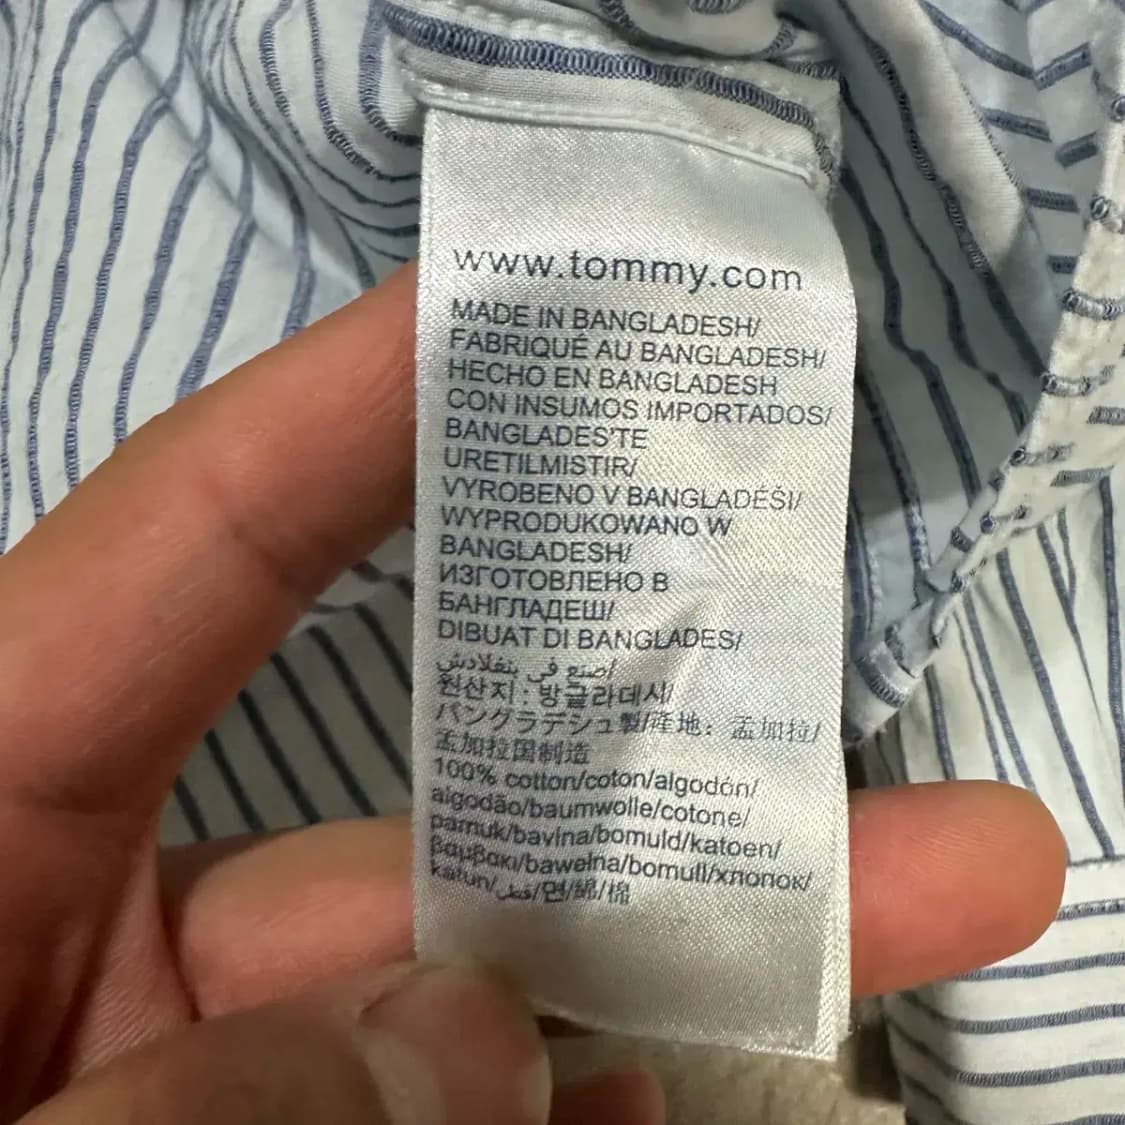 www.tommy.com
MADE IN BANGLADESH/
FABRIQUÉ AU BANGLADESH/
HECHO EN BANGLADESH
CON INSUMOS IMPORTADOS/
BANGLADES'TE
URETILMISTIR/
VYROBENO V BANGLADÉŠI/
WYPRODUKOWANO W
BANGLADESH/
ИЗГОТОВЛЕНО В
БАНГЛАДЕШ/
DIBUAT DI BANGLADES/
صنع في بنغلادش/
원산지 : 방글라데시/
バングラデシュ製/産地：孟加拉/
孟加拉国制造
100% cotton/coton/algodón/
algodão/baumwolle/cotone/
pamuk/bavlna/bomuld/katoen/
βαμβακι/bawełna/bomull/хлопок/
katun/قطن/면/綿/棉